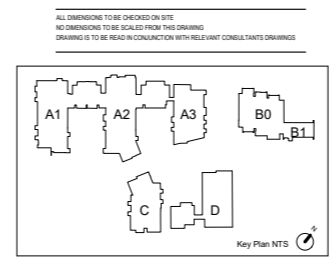 ALL DIMENSIONS TO BE CHECKED ON SITE
NO DIMENSIONS TO BE SCALED FROM THIS DRAWING
DRAWING IS TO BE READ IN CONJUNCTION WITH RELEVANT CONSULTANTS DRAWINGS
A1 A2 A3 B0
B1
C D
N
Key Plan NTS